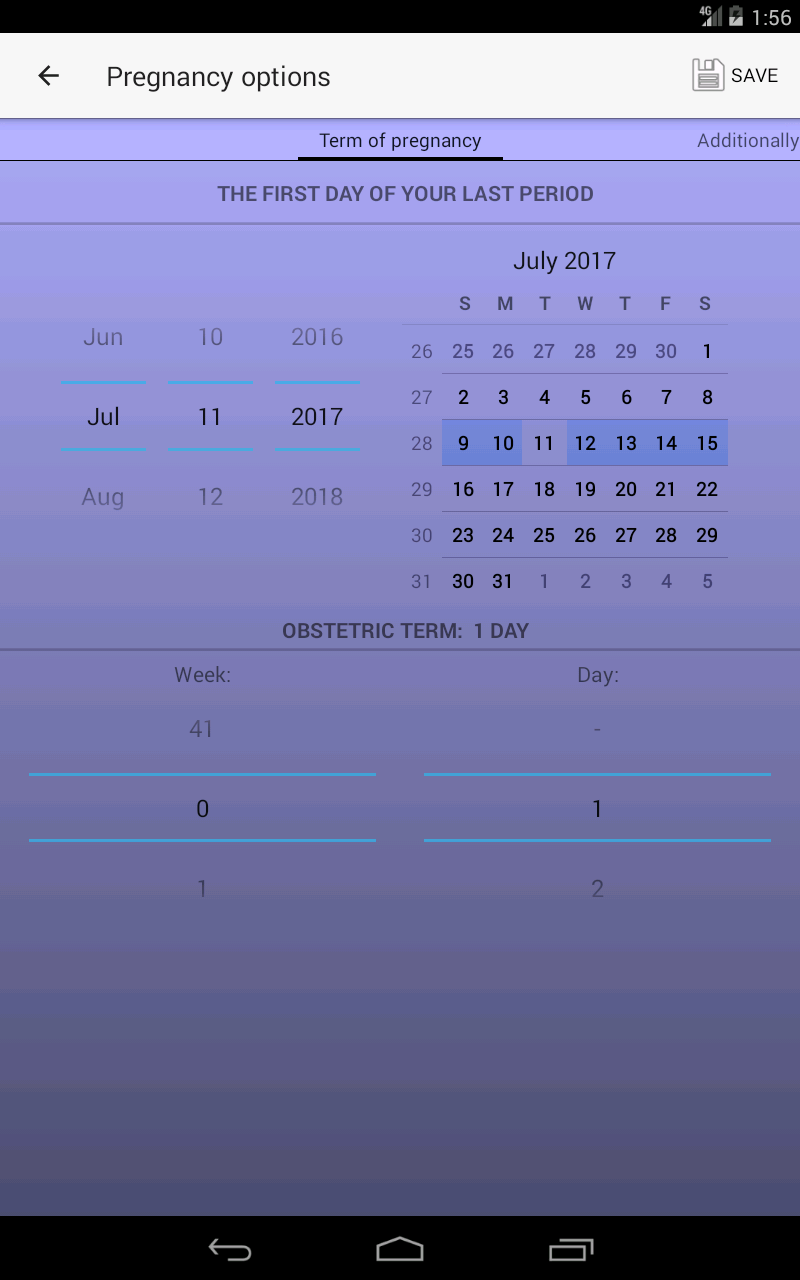 4G 1:56
Pregnancy options SAVE
Term of pregnancy Additionally
THE FIRST DAY OF YOUR LAST PERIOD
July 2017
S M T W T F S
Jun 10 2016
26 25 26 27 28 29 30 1
27 2 3 4 5 6 7 8
Jul 11 2017
28 9 10 11 12 13 14 15
Aug 12 2018
29 16 17 18 19 20 21 22
30 23 24 25 26 27 28 29
31 30 31 1 2 3 4 5
OBSTETRIC TERM: 1 DAY
Week: Day:
41 -
0 1
1 2